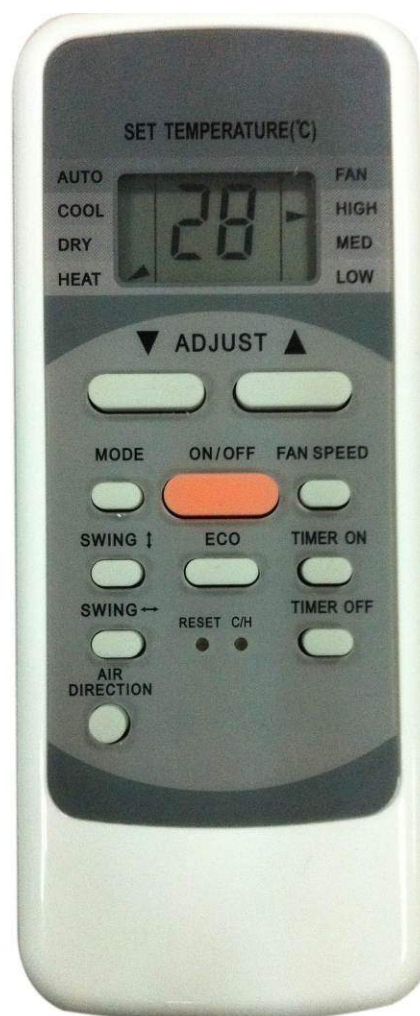 SET TEMPERATURE(°C)
AUTO FAN
COOL 28 HIGH
DRY MED
HEAT LOW
▼ ADJUST ▲
MODE ON/OFF FAN SPEED
SWING ↕ ECO TIMER ON
SWING ↔ RESET C/H TIMER OFF
AIR
DIRECTION